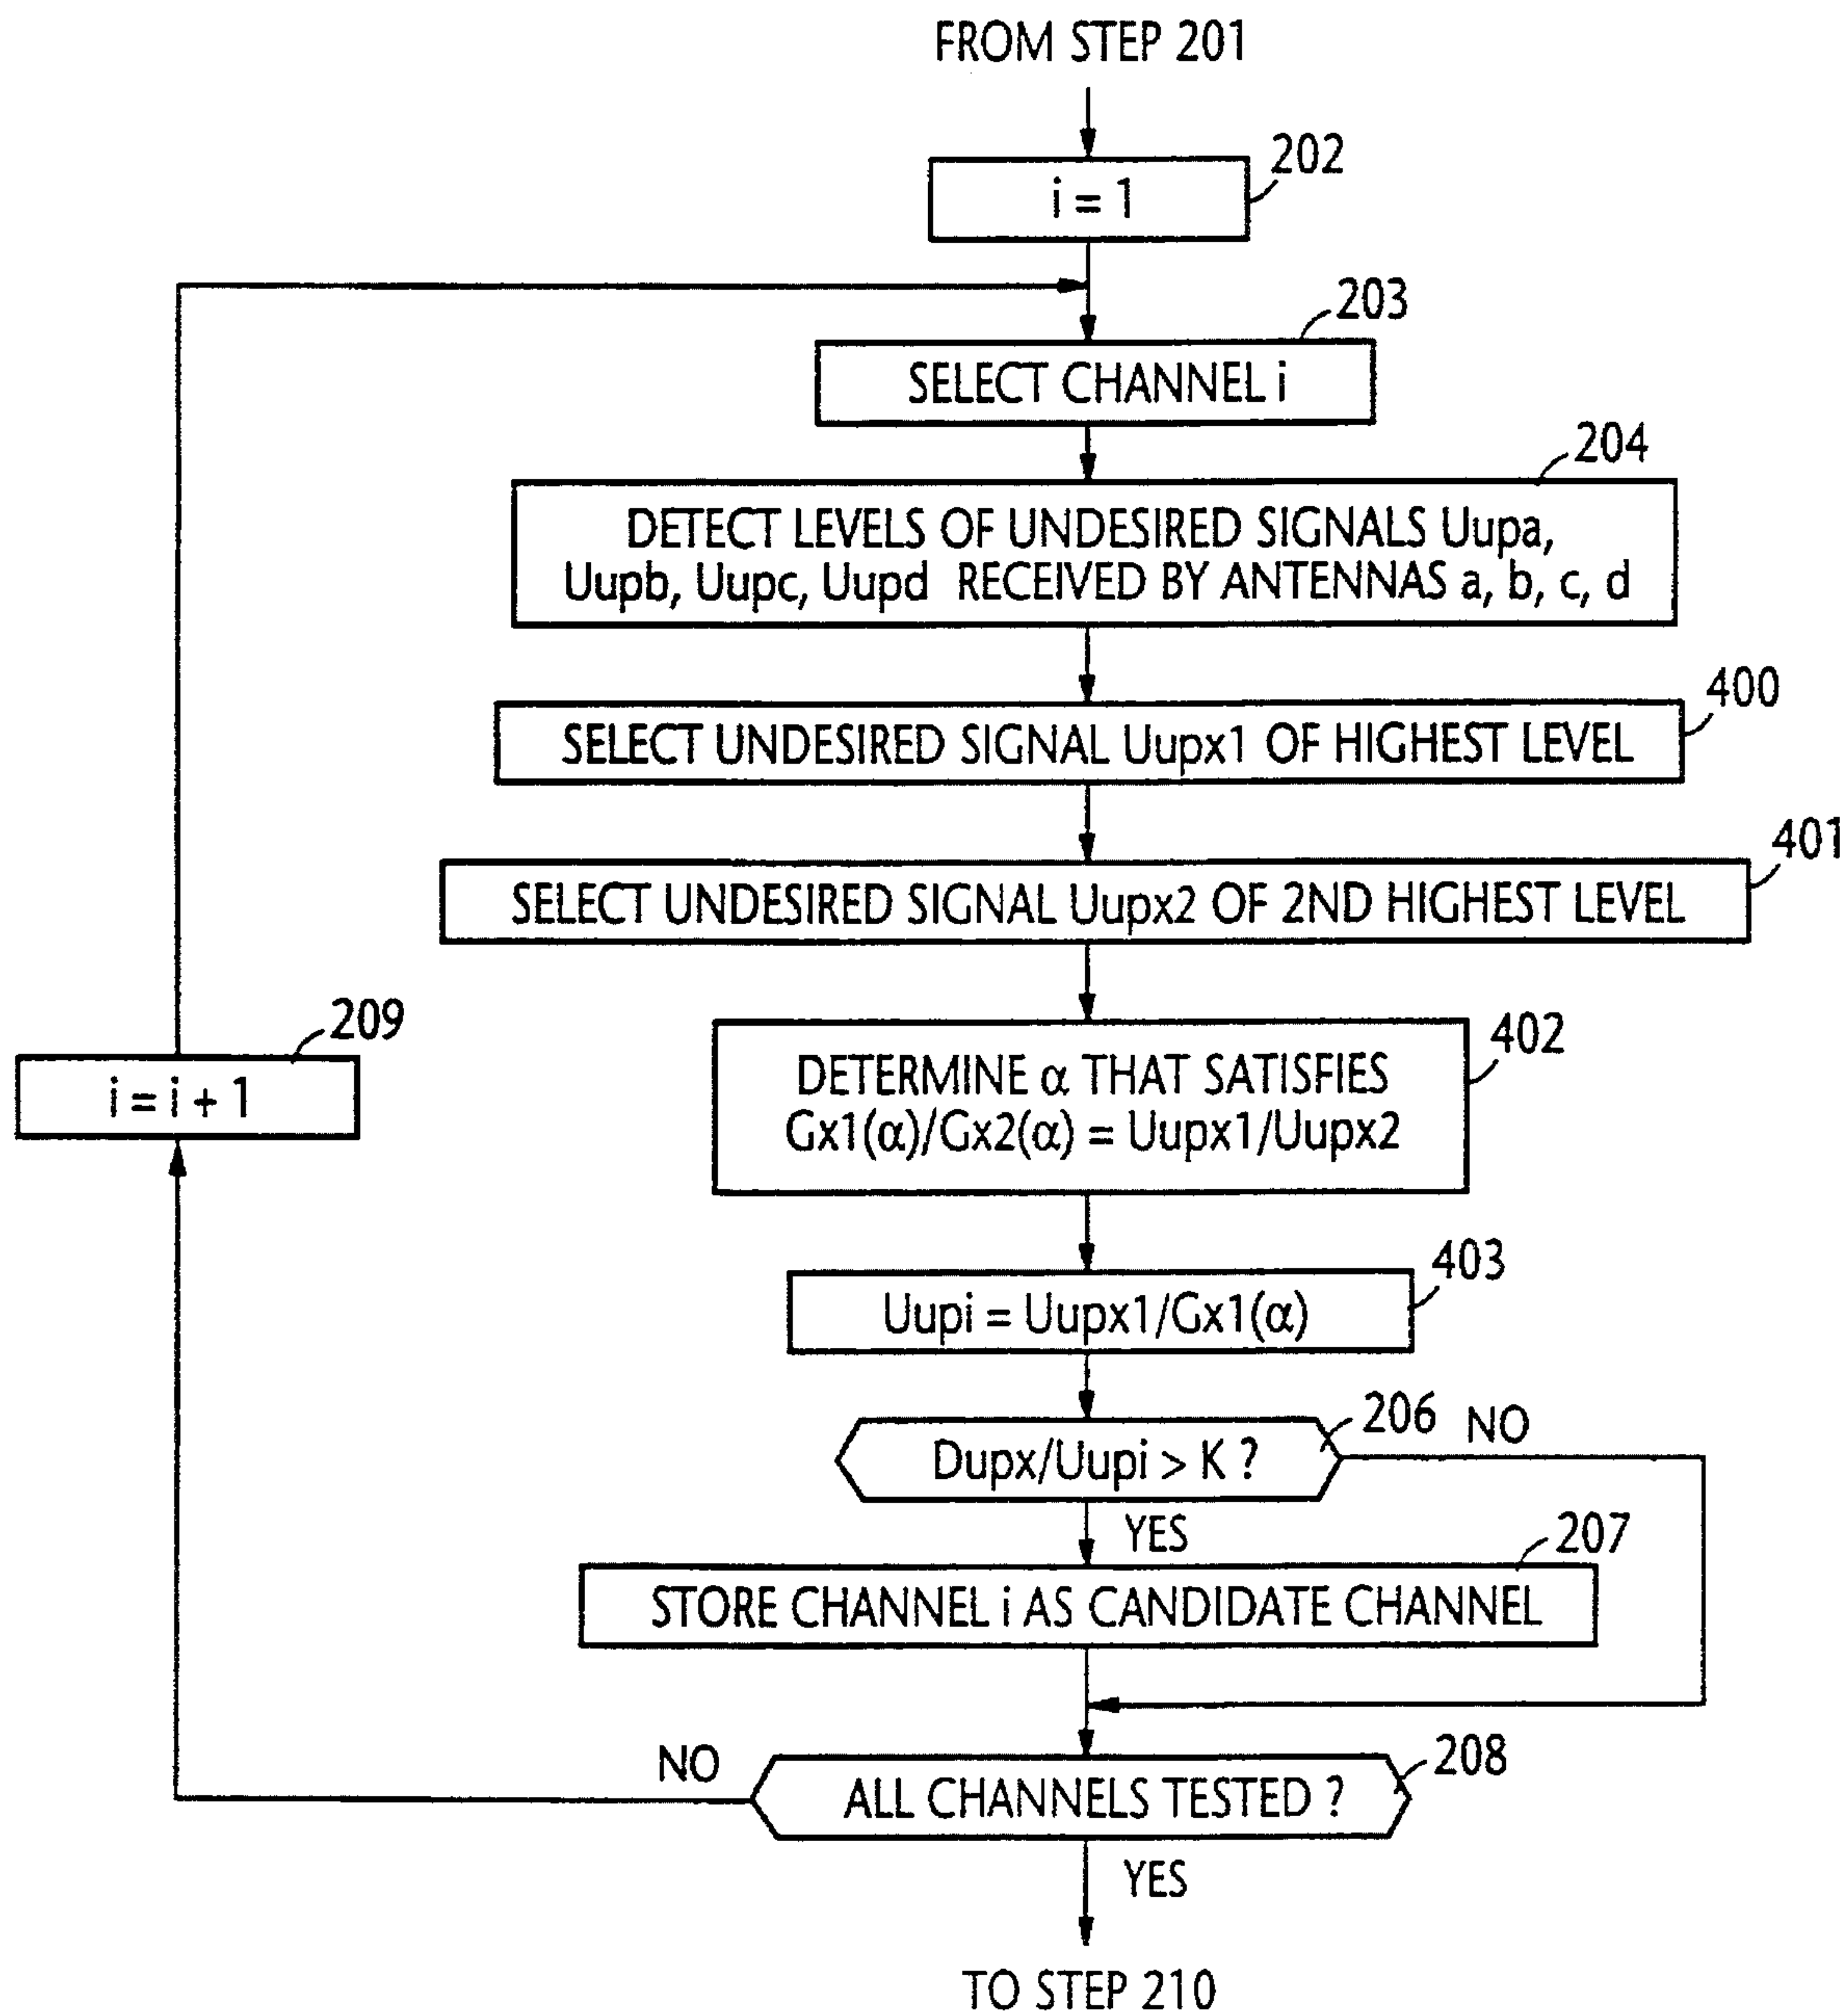 FROM STEP 201
202
i = 1
203
SELECT CHANNEL i
204
DETECT LEVELS OF UNDESIRED SIGNALS Uupa,
Uupb, Uupc, Uupd RECEIVED BY ANTENNAS a, b, c, d
400
SELECT UNDESIRED SIGNAL Uupx1 OF HIGHEST LEVEL
401
SELECT UNDESIRED SIGNAL Uupx2 OF 2ND HIGHEST LEVEL
209
i = i + 1
402
DETERMINE α THAT SATISFIES
Gx1(α)/Gx2(α) = Uupx1/Uupx2
403
Uupi = Uupx1/Gx1(α)
206
NO
Dupx/Uupi > K ?
YES
207
STORE CHANNEL i AS CANDIDATE CHANNEL
NO
208
ALL CHANNELS TESTED ?
YES
TO STEP 210